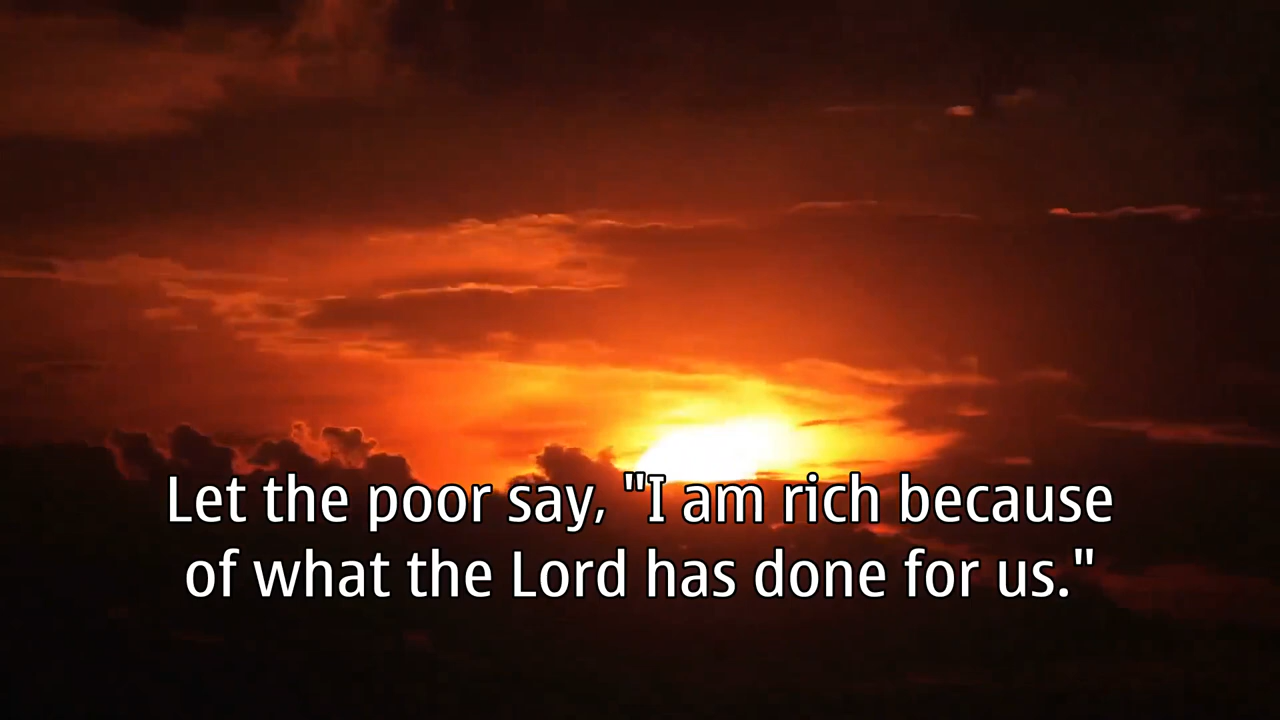 Let the poor say, "I am rich because
of what the Lord has done for us."